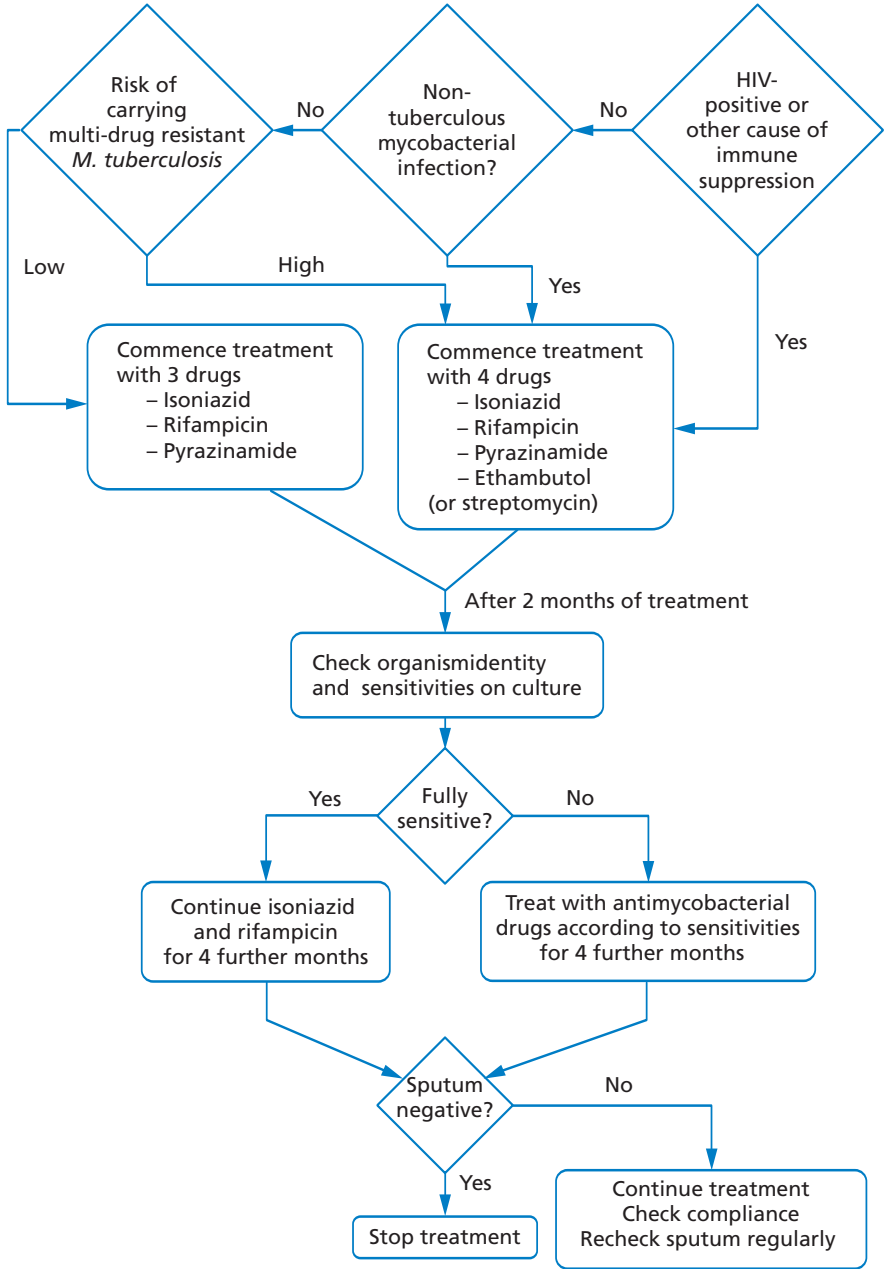 Risk of
carrying
multi-drug resistant
M. tuberculosis
No
Non-
tuberculous
mycobacterial
infection?
No
HIV-
positive or
other cause of
immune
suppression
Low
High
Yes
Yes
Commence treatment
with 3 drugs
– Isoniazid
– Rifampicin
– Pyrazinamide
Commence treatment
with 4 drugs
– Isoniazid
– Rifampicin
– Pyrazinamide
– Ethambutol
(or streptomycin)
After 2 months of treatment
Check organismidentity
and sensitivities on culture
Yes
Fully
sensitive?
No
Continue isoniazid
and rifampicin
for 4 further months
Treat with antimycobacterial
drugs according to sensitivities
for 4 further months
Sputum
negative?
No
Yes
Stop treatment
Continue treatment
Check compliance
Recheck sputum regularly